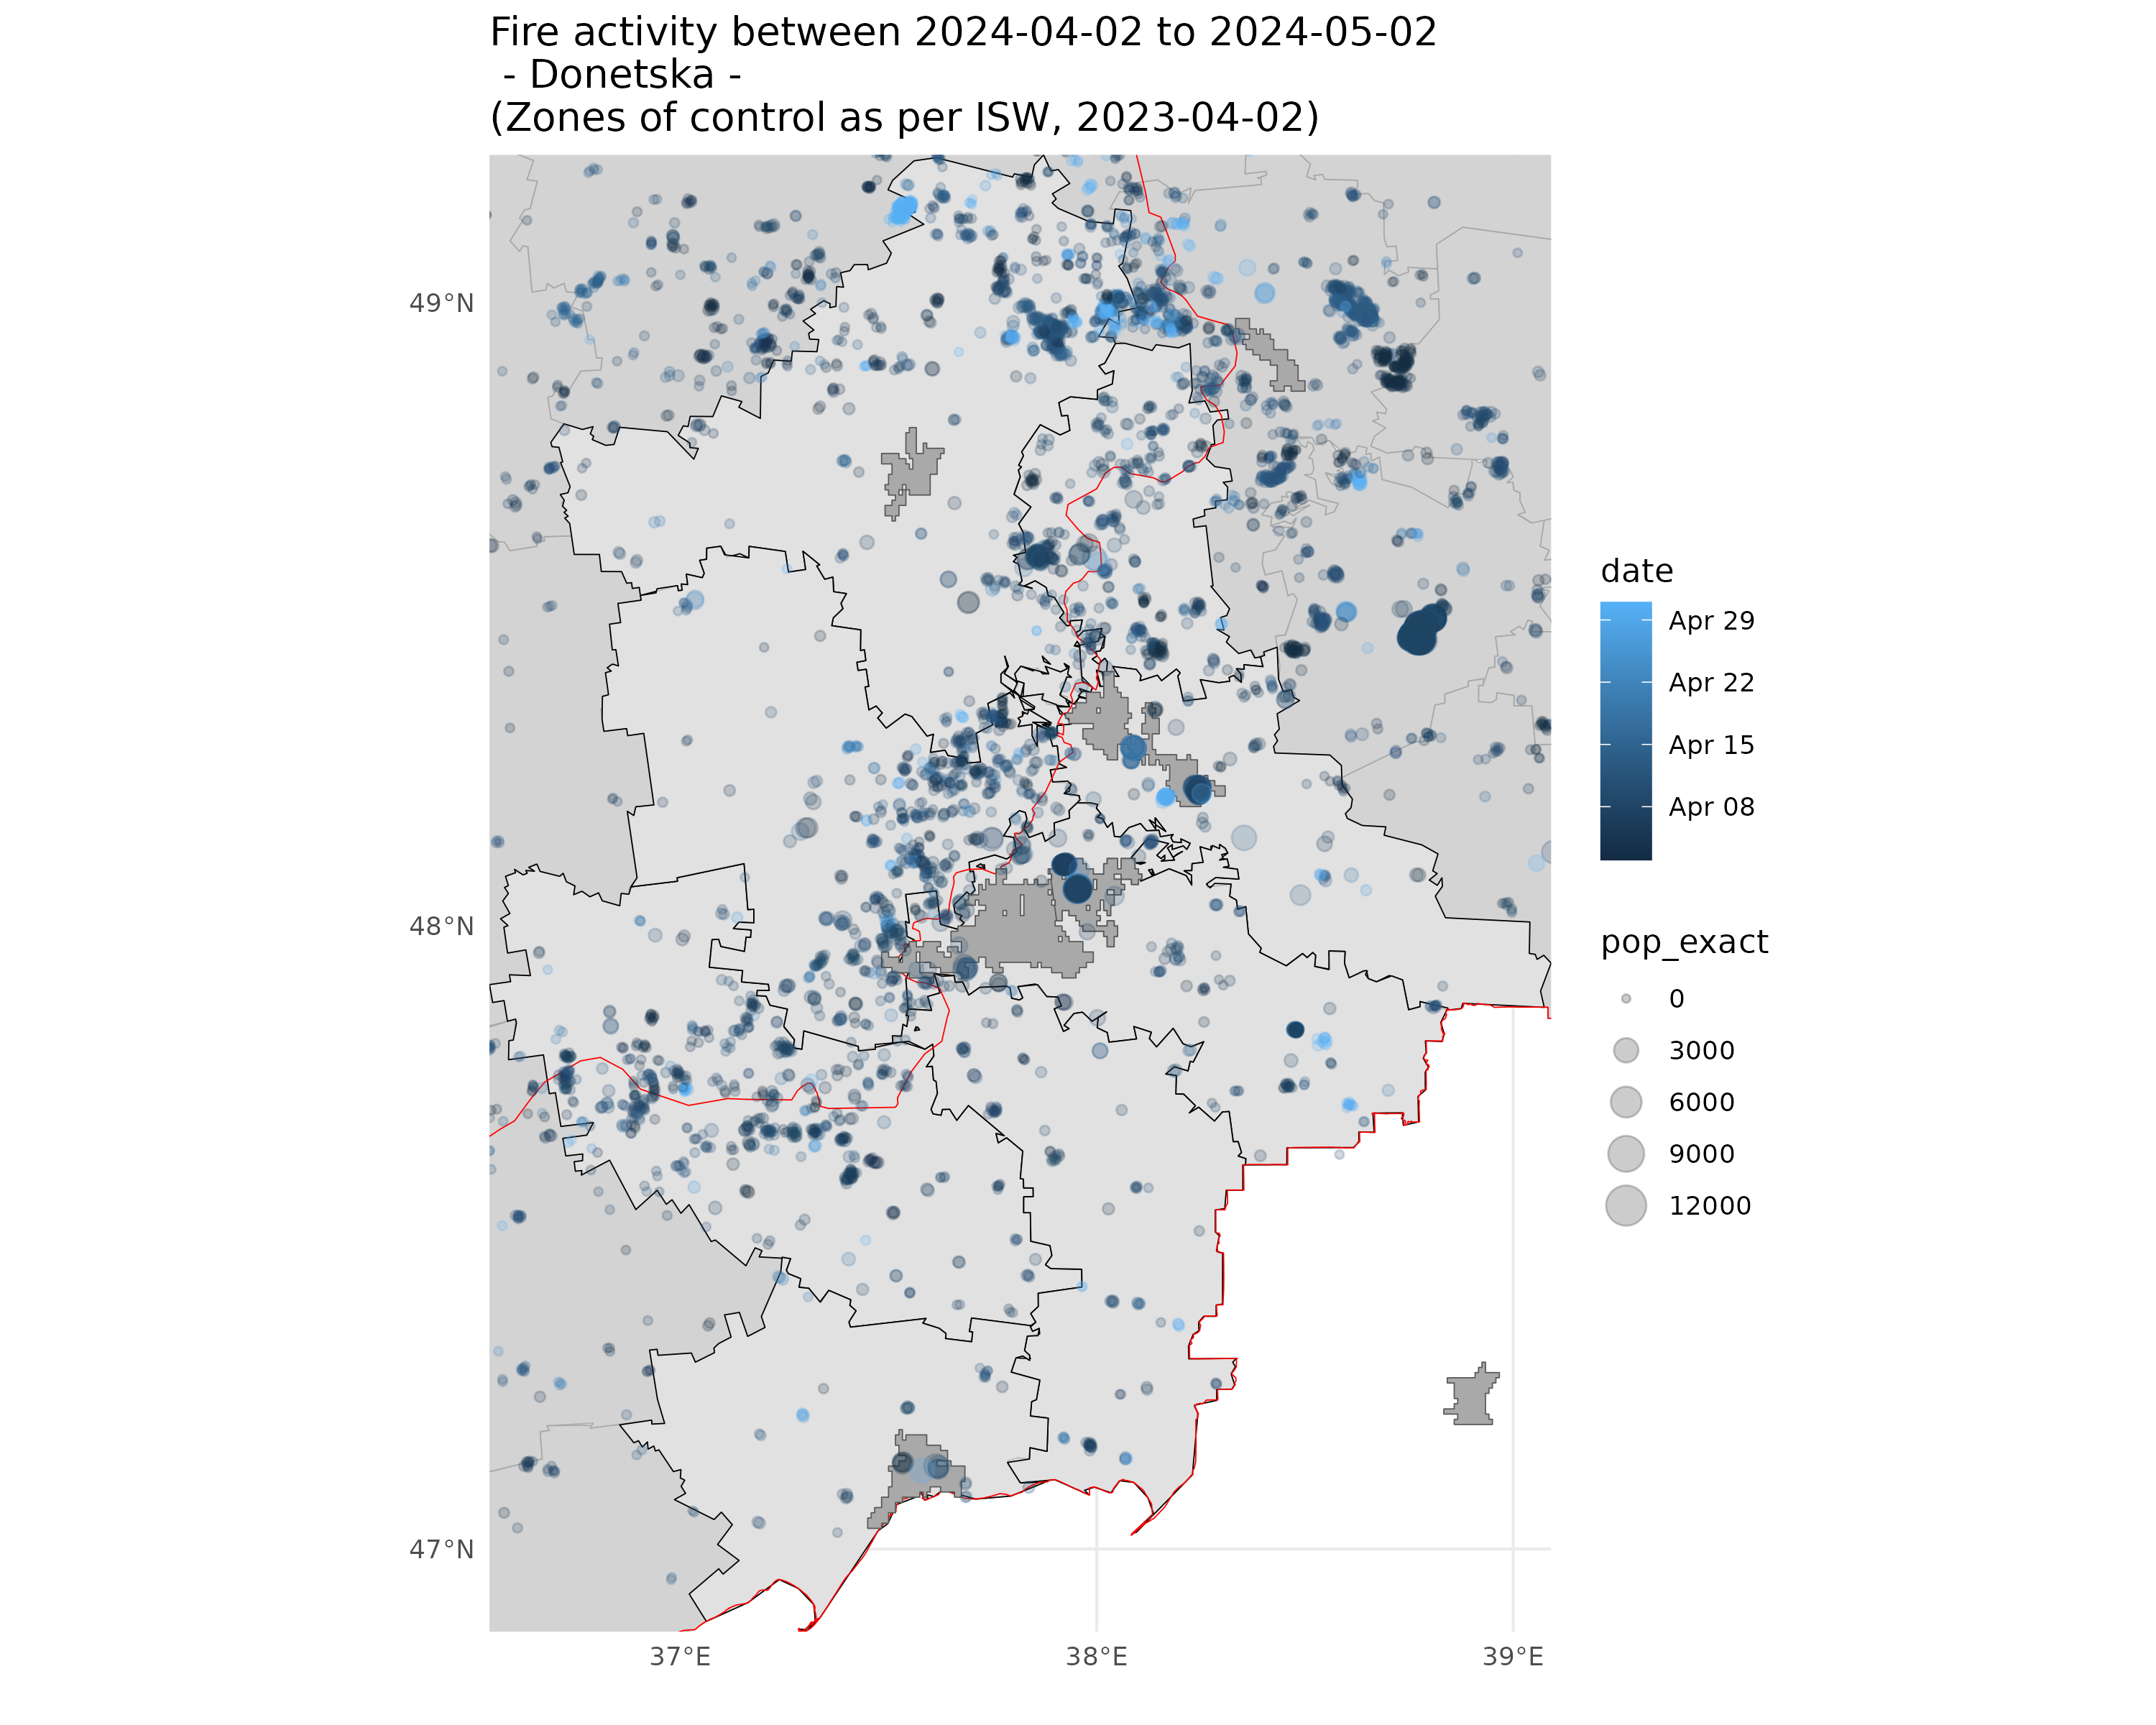 Fire activity between 2024-04-02 to 2024-05-02
- Donetska -
(Zones of control as per ISW, 2023-04-02)
49°N
48°N
47°N
37°E
38°E
39°E
date
Apr 29
Apr 22
Apr 15
Apr 08
pop_exact
0
3000
6000
9000
12000